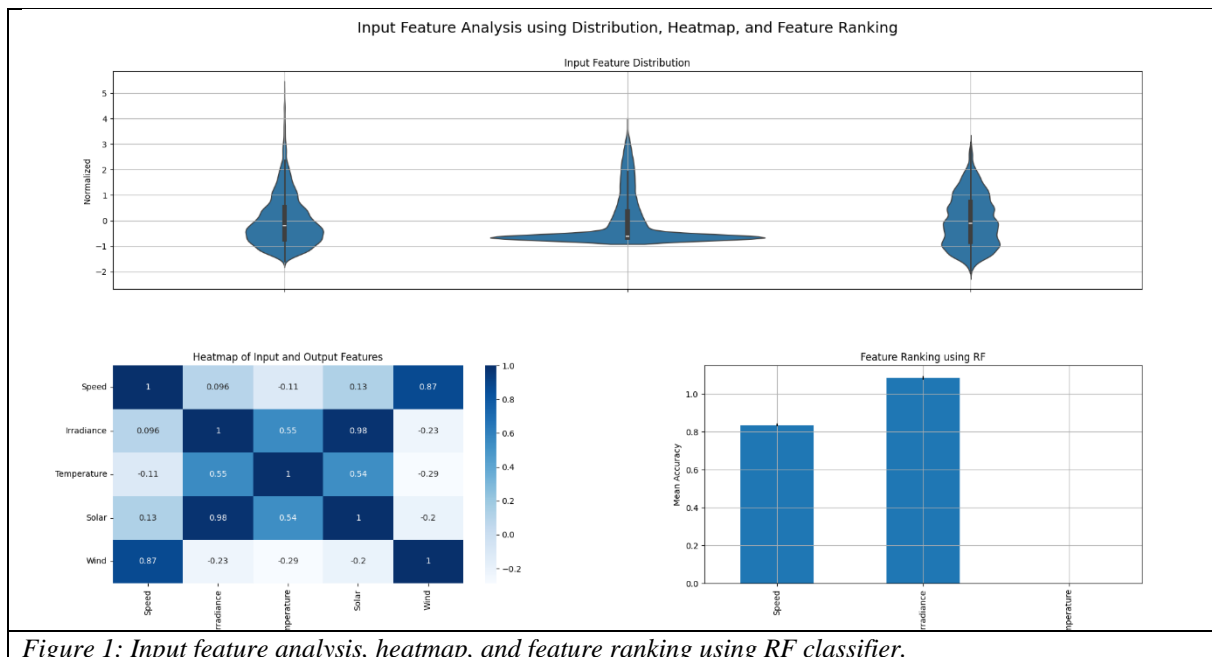 Input Feature Analysis using Distribution, Heatmap, and Feature Ranking
Input Feature Distribution
Normalized
5
4
3
2
1
0
−1
−2
Heatmap of Input and Output Features
Speed
Irradiance
Temperature
Solar
Wind
1 0.096 -0.11 0.13 0.87
0.096 1 0.55 0.98 -0.23
-0.11 0.55 1 0.54 -0.29
0.13 0.98 0.54 1 -0.2
0.87 -0.23 -0.29 -0.2 1
Speed
rradiance
mperature
Solar
Wind
1.0
0.8
0.6
0.4
0.2
0.0
−0.2
Feature Ranking using RF
Mean Accuracy
1.0
0.8
0.6
0.4
0.2
0.0
Speed
rradiance
mperature
Figure 1: Input feature analysis, heatmap, and feature ranking using RF classifier.